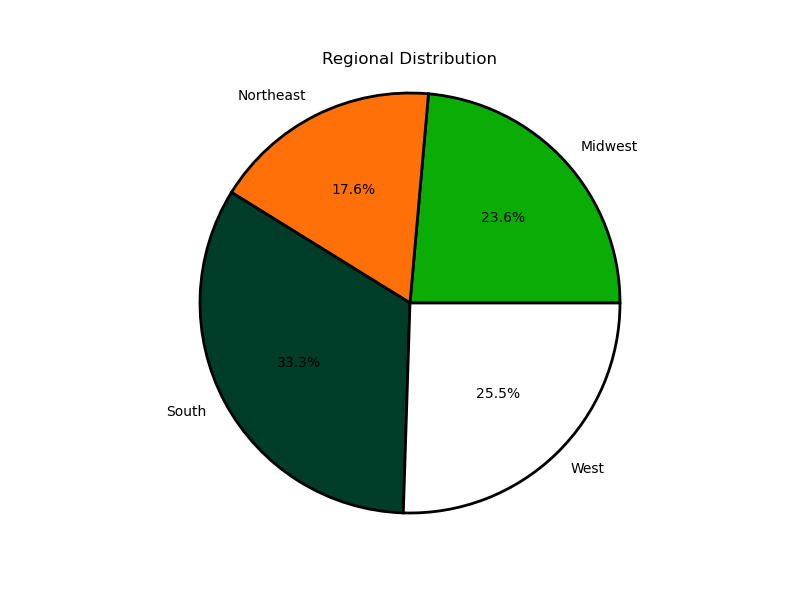 Regional Distribution
Northeast
Midwest
17.6%
23.6%
33.3%
25.5%
South
West